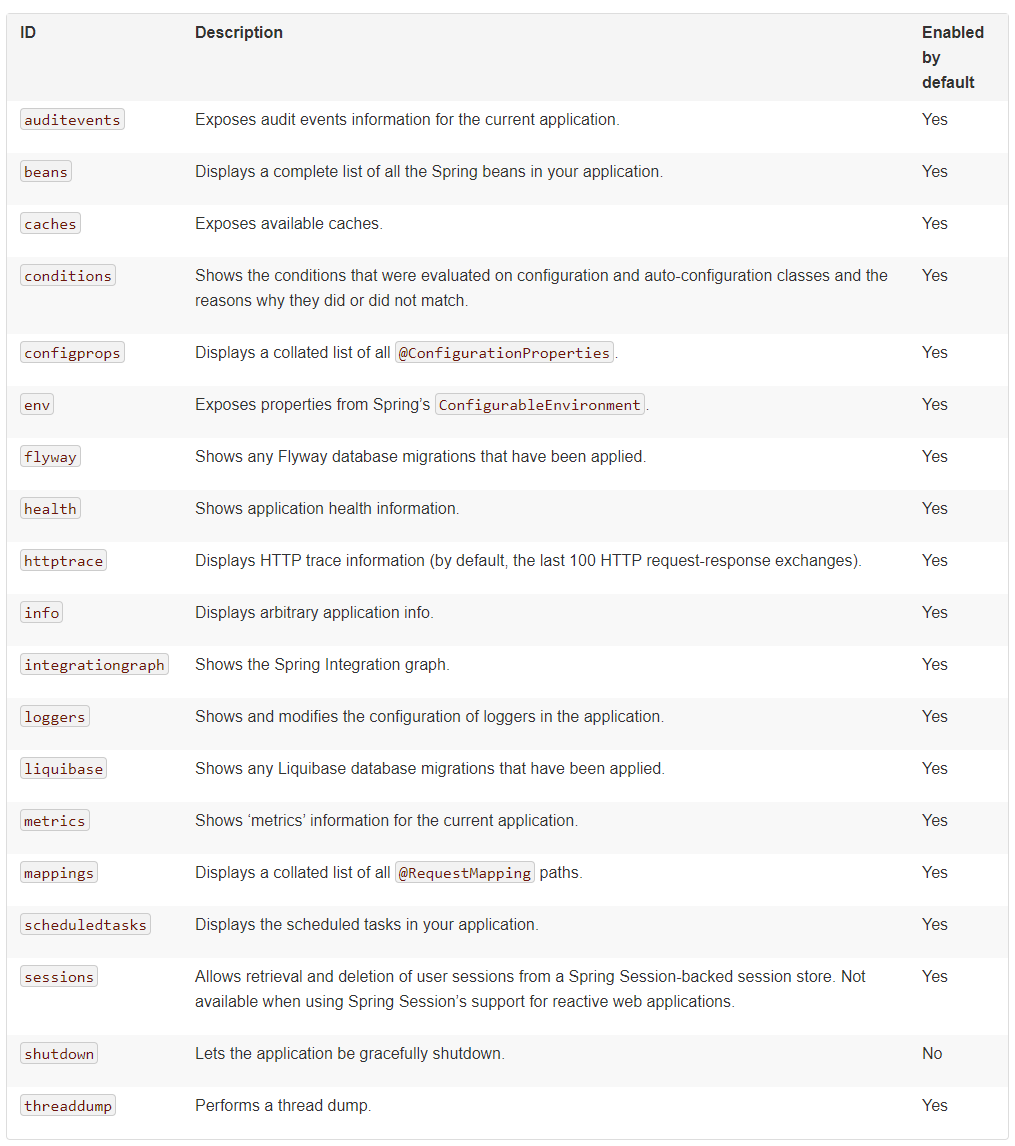 ID Description Enabled
by
default
auditevents Exposes audit events information for the current application. Yes
beans Displays a complete list of all the Spring beans in your application. Yes
caches Exposes available caches. Yes
conditions Shows the conditions that were evaluated on configuration and auto-configuration classes and the Yes
reasons why they did or did not match.
configprops Displays a collated list of all @ConfigurationProperties. Yes
env Exposes properties from Spring’s ConfigurableEnvironment. Yes
flyway Shows any Flyway database migrations that have been applied. Yes
health Shows application health information. Yes
httptrace Displays HTTP trace information (by default, the last 100 HTTP request-response exchanges). Yes
info Displays arbitrary application info. Yes
integrationgraph Shows the Spring Integration graph. Yes
loggers Shows and modifies the configuration of loggers in the application. Yes
liquibase Shows any Liquibase database migrations that have been applied. Yes
metrics Shows ‘metrics’ information for the current application. Yes
mappings Displays a collated list of all @RequestMapping paths. Yes
scheduledtasks Displays the scheduled tasks in your application. Yes
sessions Allows retrieval and deletion of user sessions from a Spring Session-backed session store. Not Yes
available when using Spring Session’s support for reactive web applications.
shutdown Lets the application be gracefully shutdown. No
threaddump Performs a thread dump. Yes